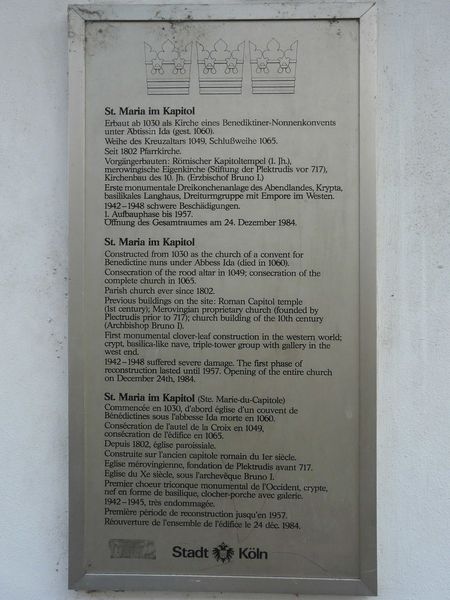 St. Maria im Kapitol
Erbaut ab 1030 als Kirche eines Benediktiner-Nonnenkonvents
unter Äbtissin Ida (gest. 1060).
Weihe des Kreuzaltars 1049, Schlußweihe 1065.
Seit 1802 Pfarrkirche.
Vorgängerbauten: Römischer Kapitoltempel (1. Jh.),
merowingische Eigenkirche (Stiftung der Plektrudis vor 717),
Kirchenbau des 10. Jh. (Erzbischof Bruno I.)
Erste monumentale Dreikonchenanlage des Abendlandes, Krypta,
basilikales Langhaus, Dreiturmgruppe mit Empore im Westen.
1942–1948 schwere Beschädigungen.
1. Aufbauphase bis 1957.
Öffnung des Gesamtraumes am 24. Dezember 1984.
St. Maria im Kapitol
Constructed from 1030 as the church of a convent for
Benedictine nuns under Abbess Ida (died in 1060).
Consecration of the rood altar in 1049; consecration of the
complete church in 1065.
Parish church ever since 1802.
Previous buildings on the site: Roman Capitol temple
(1st century); Merovingian proprietary church (founded by
Plectrudis prior to 717); church building of the 10th century
(Archbishop Bruno I).
First monumental clover-leaf construction in the western world;
crypt, basilica-like nave, triple-tower group with gallery in the
west end.
1942–1948 suffered severe damage. The first phase of
reconstruction lasted until 1957. Opening of the entire church
on December 24th, 1984.
St. Maria im Kapitol (Ste. Marie-du-Capitole)
Commencée en 1030, d'abord église d'un couvent de
Bénédictines sous l'abbesse Ida morte en 1060.
Consécration de l'autel de la Croix en 1049,
consécration de l'édifice en 1065.
Depuis 1802, église paroissiale.
Construite sur l'ancien capitole romain du 1er siècle.
Eglise mérovingienne, fondation de Plektrudis avant 717.
Eglise du Xe siècle, sous l'archevêque Bruno I.
Premier choeur triconque monumental de l'Occident, crypte,
nef en forme de basilique, clocher-porche avec galerie.
1942–1945, très endommagée.
Première période de reconstruction jusqu'en 1957.
Réouverture de l'ensemble de l'édifice le 24 déc. 1984.
Stadt Köln